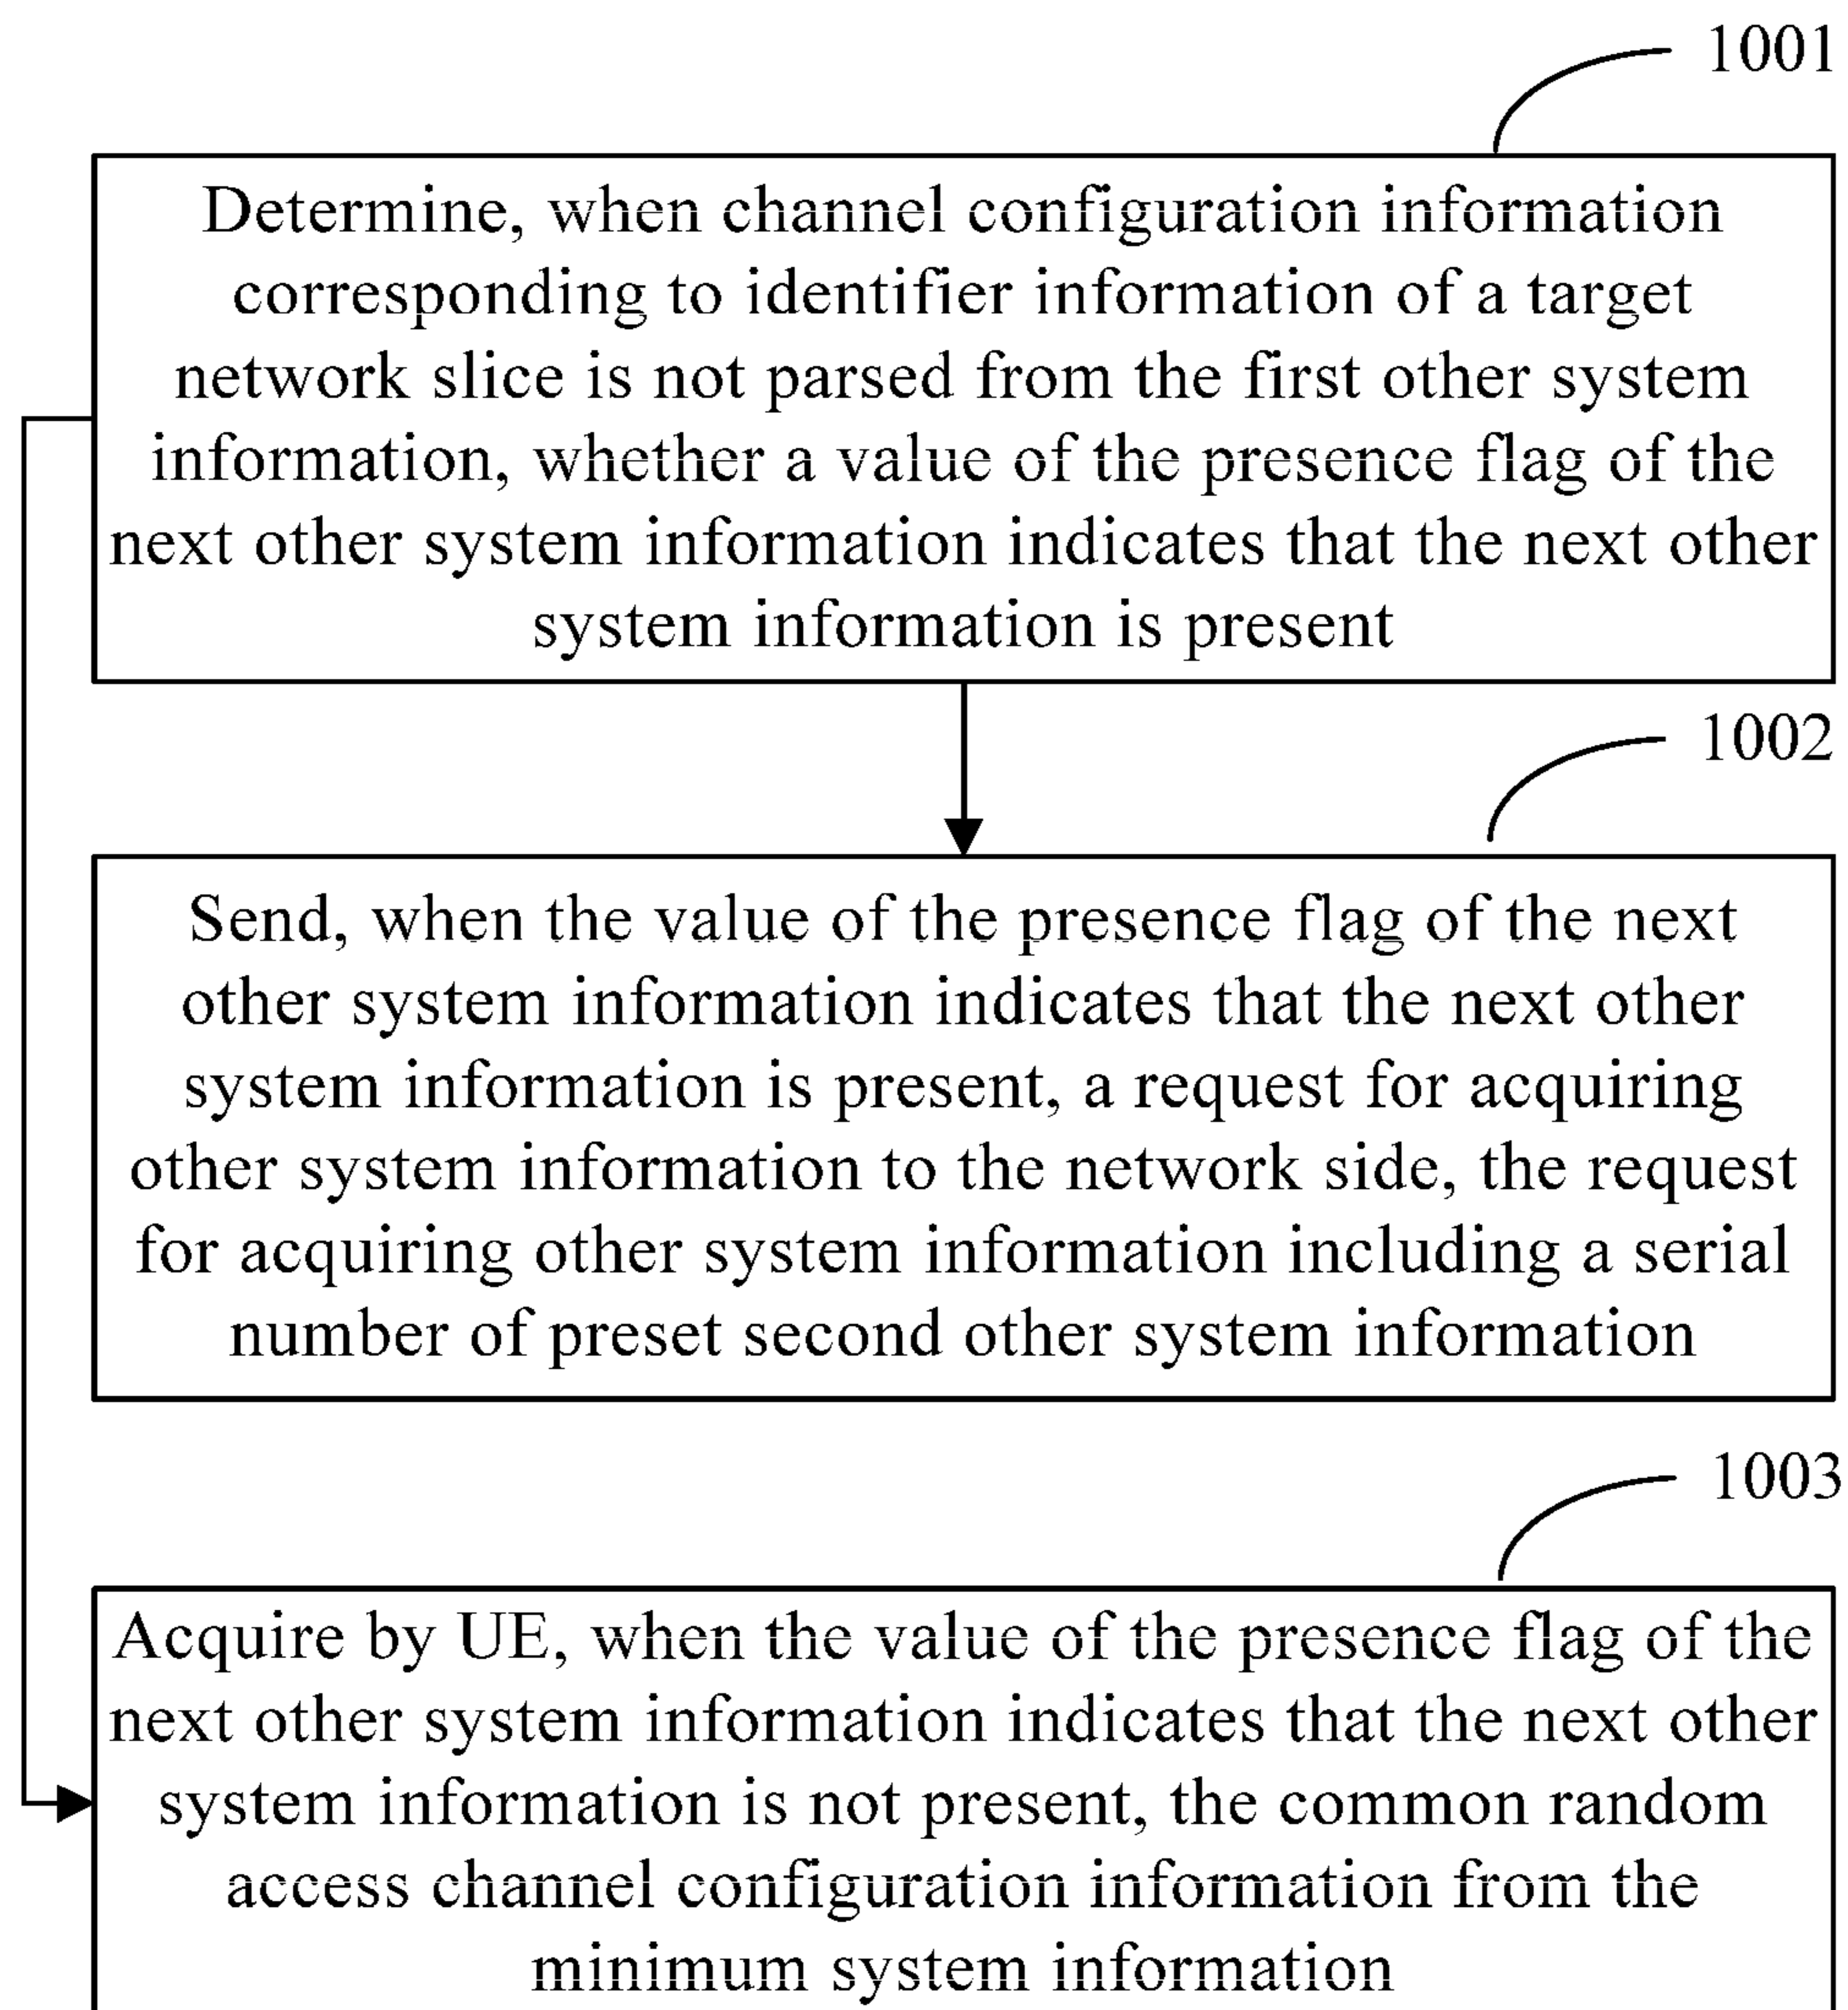 1001
Determine, when channel configuration information
corresponding to identifier information of a target
network slice is not parsed from the first other system
information, whether a value of the presence flag of the
next other system information indicates that the next other
system information is present
1002
Send, when the value of the presence flag of the next
other system information indicates that the next other
system information is present, a request for acquiring
other system information to the network side, the request
for acquiring other system information including a serial
number of preset second other system information
1003
Acquire by UE, when the value of the presence flag of the
next other system information indicates that the next other
system information is not present, the common random
access channel configuration information from the
minimum system information